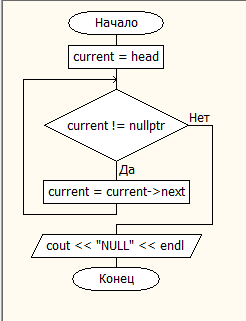 Начало
current = head
current != nullptr
Нет
Да
current = current->next
cout << "NULL" << endl
Конец